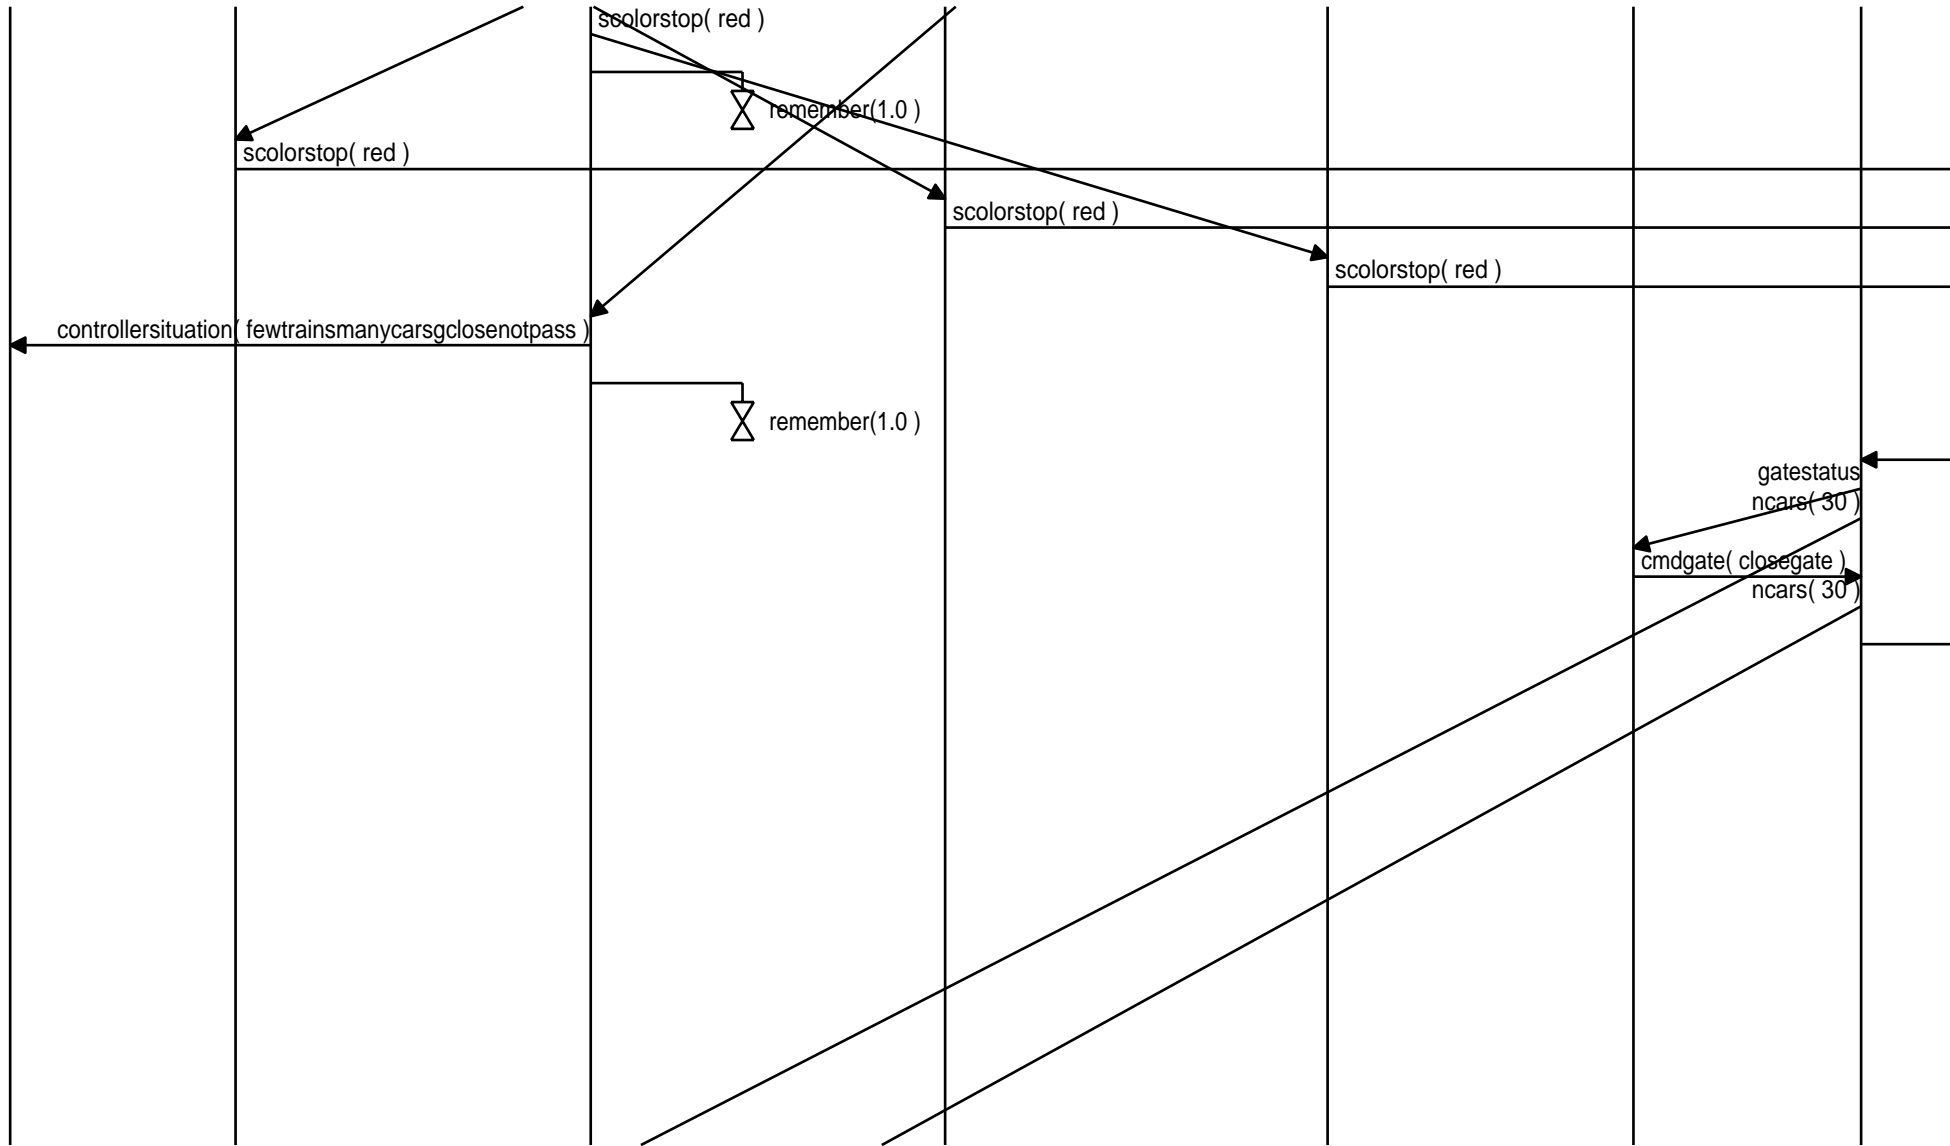 scolorstop( red )
remember(1.0 )
scolorstop( red )
scolorstop( red )
scolorstop( red )
controllersituation( fewtrainsmanycarsgclosenotpass )
remember(1.0 )
gatestatus
ncars( 30 )
cmdgate( closegate )
ncars( 30 )